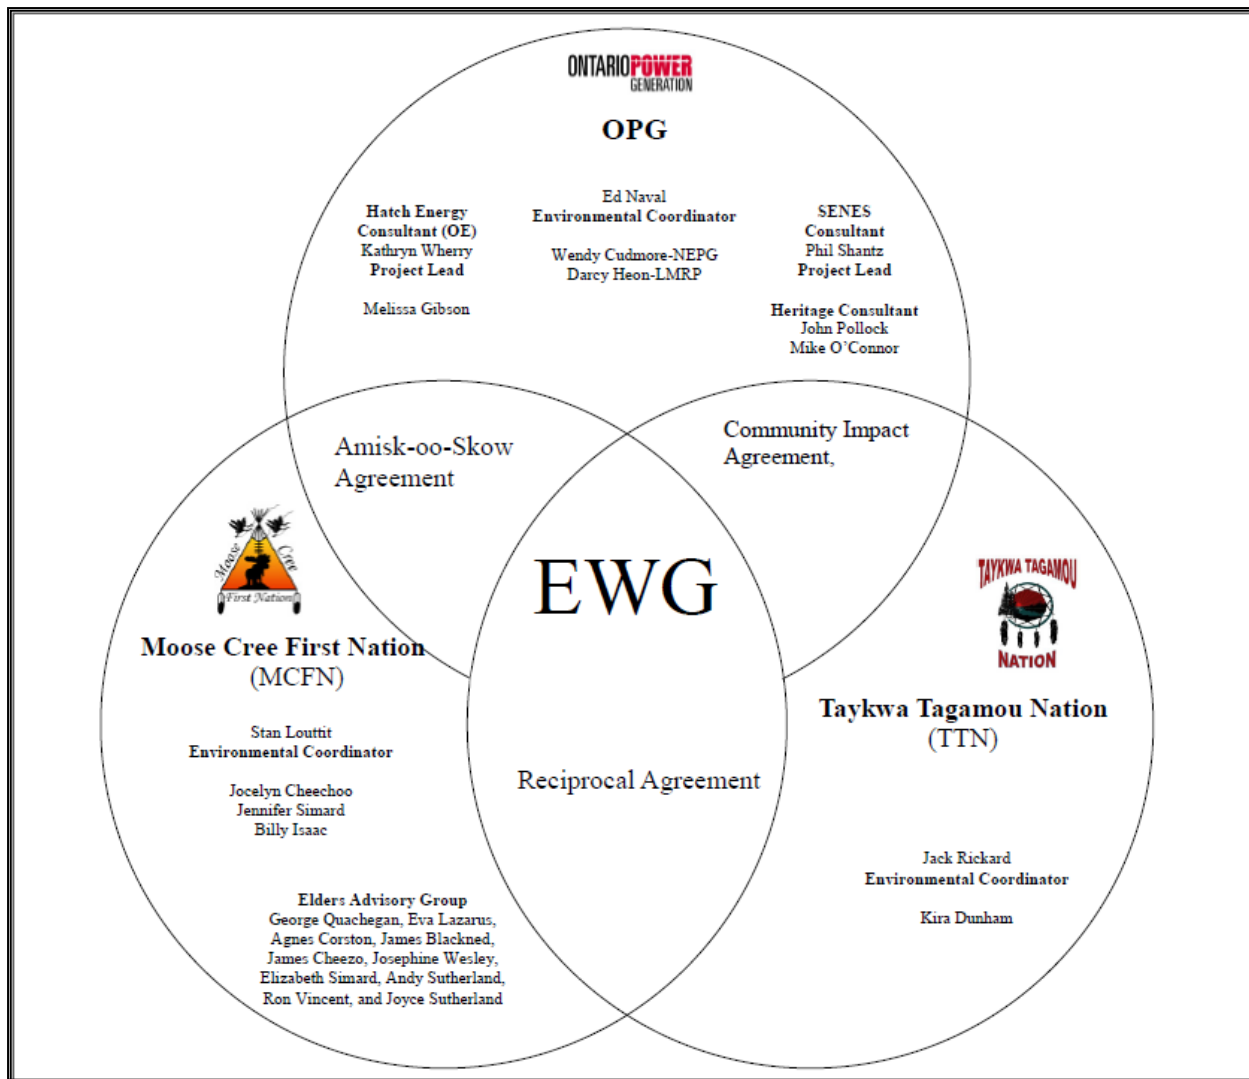 ONTARIOPOWER
GENERATION
OPG
Ed Naval
Environmental Coordinator
Wendy Cudmore-NEPG
Darcy Heon-LMRP
Hatch Energy
Consultant (OE)
Kathryn Wherry
Project Lead
Melissa Gibson
SENES
Consultant
Phil Shantz
Project Lead
Heritage Consultant
John Pollock
Mike O’Connor
Amisk-oo-Skow
Agreement
Community Impact
Agreement,
EWG
Reciprocal Agreement
Moose Cree
First Nation
Moose Cree First Nation
(MCFN)
Stan Louttit
Environmental Coordinator
Jocelyn Cheechoo
Jennifer Simard
Billy Isaac
Elders Advisory Group
George Quachegan, Eva Lazarus,
Agnes Corston, James Blackned,
James Cheezo, Josephine Wesley,
Elizabeth Simard, Andy Sutherland,
Ron Vincent, and Joyce Sutherland
TAYKWA TAGAMOU
NATION
Taykwa Tagamou Nation
(TTN)
Jack Rickard
Environmental Coordinator
Kira Dunham